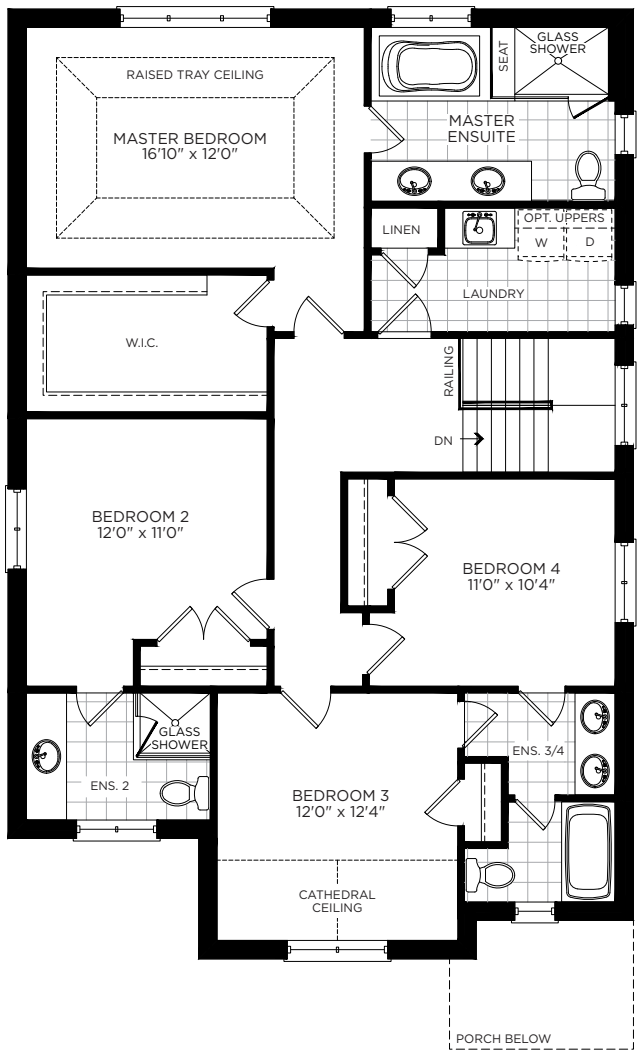 RAISED TRAY CEILING
MASTER BEDROOM
16'10" x 12'0"
SEAT
GLASS
SHOWER
MASTER
ENSUITE
LINEN
OPT. UPPERS
W
D
LAUNDRY
W.I.C.
RAILING
DN
BEDROOM 2
12'0" x 11'0"
BEDROOM 4
11'0" x 10'4"
GLASS
SHOWER
ENS. 2
ENS. 3/4
BEDROOM 3
12'0" x 12'4"
CATHEDRAL
CEILING
PORCH BELOW